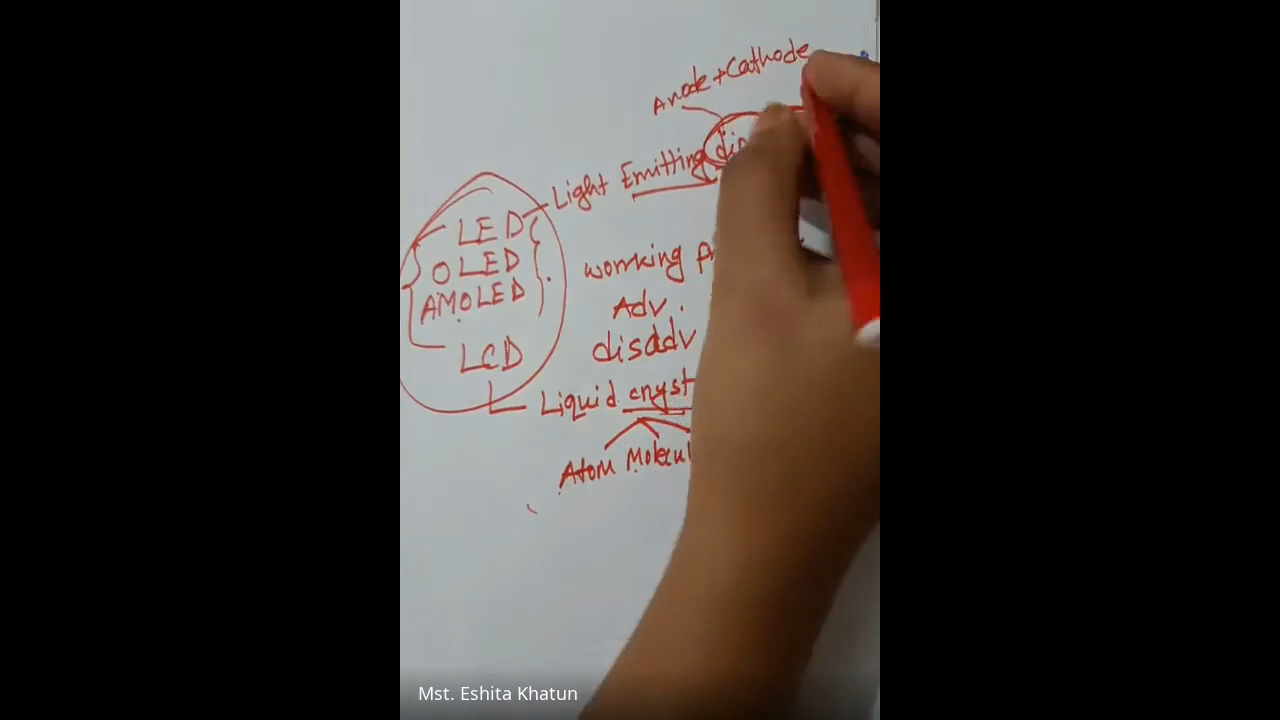 Anode + Cathode
Light Emitting
LED
OLED
AMOLED
working
Adv.
disadv
LCD
Liquid
Atom
Mst. Eshita Khatun